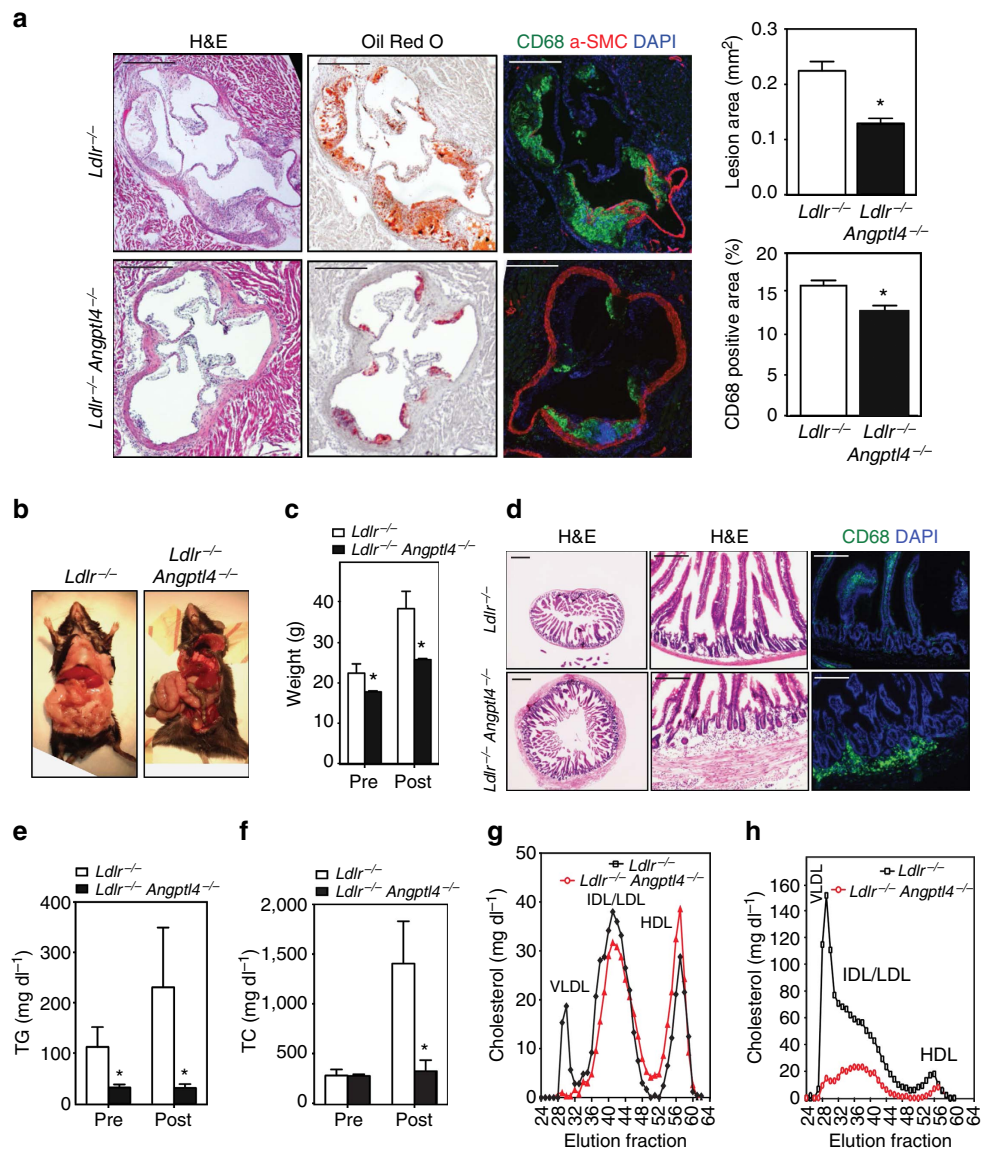 a
H&E
Oil Red O
CD68 a-SMC DAPI
Ldlr–/–
Ldlr–/– Angptl4–/–
Lesion area (mm2)
0.3
0.2
0.1
0.0
Ldlr–/– Ldlr–/–
Angptl4–/–
CD68 positive area (%)
20
15
10
5
0
Ldlr–/– Ldlr–/–
Angptl4–/–
b
Ldlr–/–
Ldlr–/–
Angptl4–/–
c
Ldlr–/–
Ldlr–/– Angptl4–/–
Weight (g)
40
30
20
10
0
Pre Post
d
H&E
H&E
CD68 DAPI
Ldlr–/–
Ldlr–/– Angptl4–/–
e
Ldlr–/–
Ldlr–/– Angptl4–/–
TG (mg dl–1)
400
300
200
100
0
Pre Post
*
*
f
Ldlr–/–
Ldlr–/– Angptl4–/–
TC (mg dl–1)
2,000
1,500
1,000
500
0
Pre Post
*
g
Ldlr–/–
Ldlr–/– Angptl4–/–
IDL/LDL
HDL
VLDL
Cholesterol (mg dl–1)
50
40
30
20
10
0
24 28 32 36 40 44 48 52 56 60 64
Elution fraction
h
Ldlr–/–
Ldlr–/– Angptl4–/–
VLDL
IDL/LDL
HDL
Cholesterol (mg dl–1)
160
140
120
100
80
60
40
20
0
24 28 32 36 40 44 48 50 56 60 64
Elution fraction